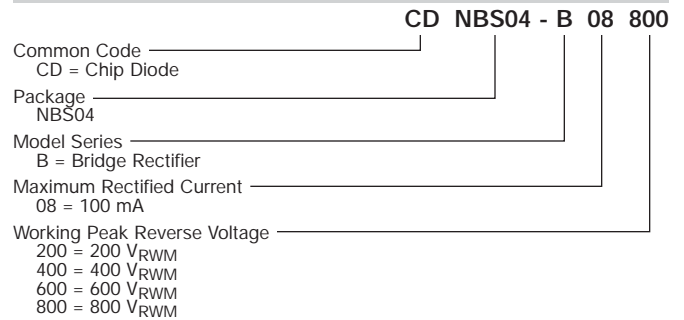 CD NBS04 - B 08 800
Common Code
CD = Chip Diode
Package
NBS04
Model Series
B = Bridge Rectifier
Maximum Rectified Current
08 = 100 mA
Working Peak Reverse Voltage
200 = 200 VRWM
400 = 400 VRWM
600 = 600 VRWM
800 = 800 VRWM